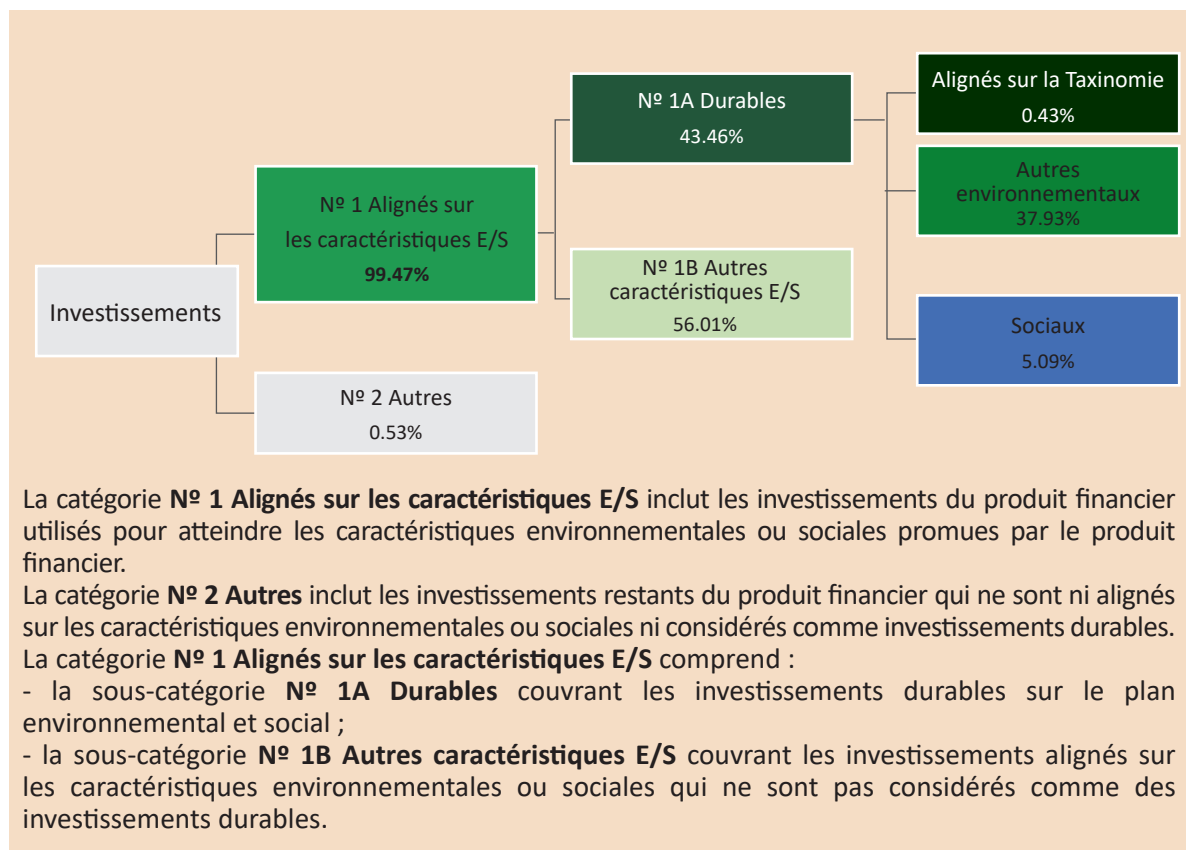 Investissements
Nº 1 Alignés sur
les caractéristiques E/S
99.47%
Nº 2 Autres
0.53%
Nº 1A Durables
43.46%
Nº 1B Autres
caractéristiques E/S
56.01%
Alignés sur la Taxinomie
0.43%
Autres
environnementaux
37.93%
Sociaux
5.09%
La catégorie Nº 1 Alignés sur les caractéristiques E/S inclut les investissements du produit financier
utilisés pour atteindre les caractéristiques environnementales ou sociales promues par le produit
financier.
La catégorie Nº 2 Autres inclut les investissements restants du produit financier qui ne sont ni alignés
sur les caractéristiques environnementales ou sociales ni considérés comme investissements durables.
La catégorie Nº 1 Alignés sur les caractéristiques E/S comprend :
- la sous-catégorie Nº 1A Durables couvrant les investissements durables sur le plan
environnemental et social ;
- la sous-catégorie Nº 1B Autres caractéristiques E/S couvrant les investissements alignés sur
les caractéristiques environnementales ou sociales qui ne sont pas considérés comme des
investissements durables.